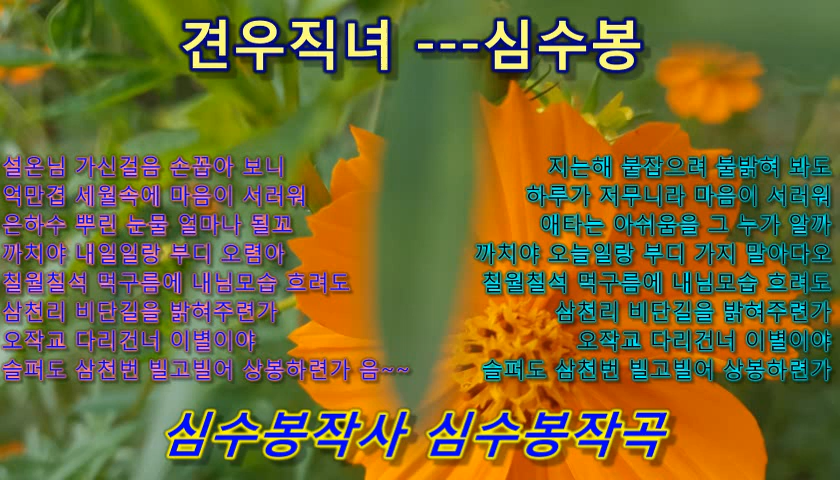 견우직녀 ---심수봉
설온님 가신걸음 손꼽아 보니
억만겹 세월속에 마음이 서러워
은하수 뿌린 눈물 얼마나 될꼬
까치야 내일일랑 부디 오렴아
칠월칠석 먹구름에 내님모습 흐려도
삼천리 비단길을 밝혀주련가
오작교 다리건너 이별이야
슬퍼도 삼천번 빌고빌어 상봉하련가 음~~
지는해 붙잡으려 불밝혀 봐도
하루가 저무니라 마음이 서러워
애타는 아쉬움을 그 누가 알까
까치야 오늘일랑 부디 가지 말아다오
칠월칠석 먹구름에 내님모습 흐려도
삼천리 비단길을 밝혀주련가
오작교 다리건너 이별이야
슬퍼도 삼천번 빌고빌어 상봉하련가
심수봉작사 심수봉작곡